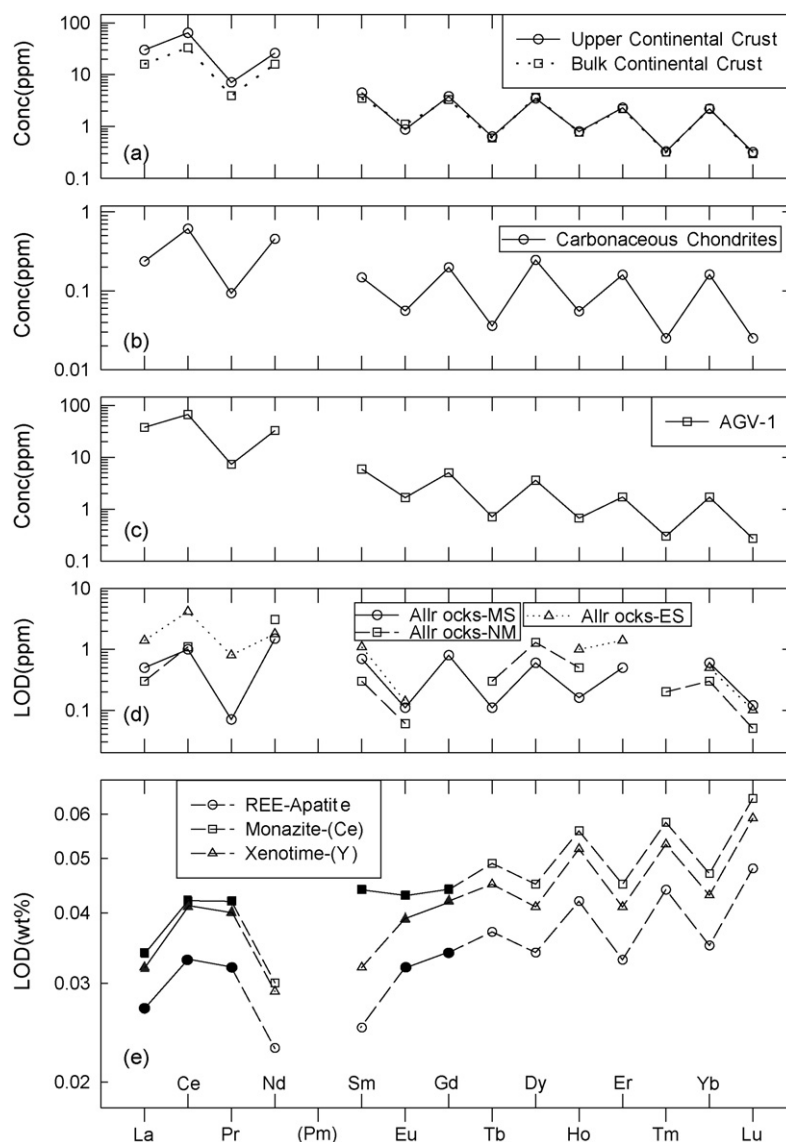 100
10
1
0.1
Conc(ppm)
(a)
Upper Continental Crust
Bulk Continental Crust
1
0.1
0.01
Conc(ppm)
(b)
Carbonaceous Chondrites
100
10
1
0.1
Conc(ppm)
(c)
AGV-1
10
1
0.1
LOD(ppm)
(d)
Allr ocks-MS
Allr ocks-ES
Allr ocks-NM
0.06
0.05
0.04
0.03
0.02
LOD(wt%)
(e)
REE-Apatite
Monazite-(Ce)
Xenotime-(Y)
Ce Nd Sm Gd Dy Er Yb
La Pr (Pm) Eu Tb Ho Tm Lu